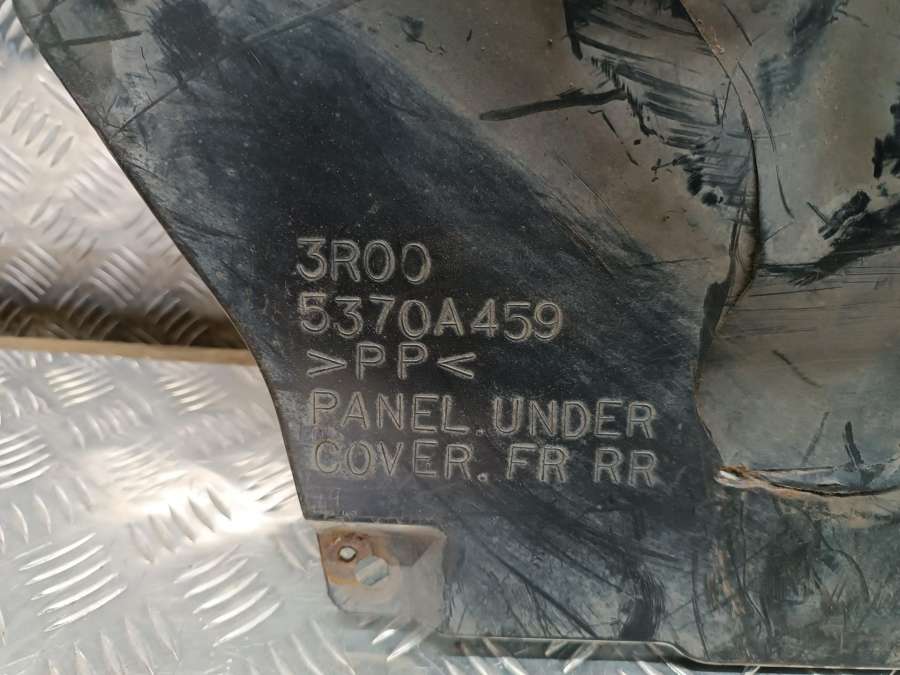 3R00
5370A459
>PP<
PANEL.UNDER
COVER.FR RR